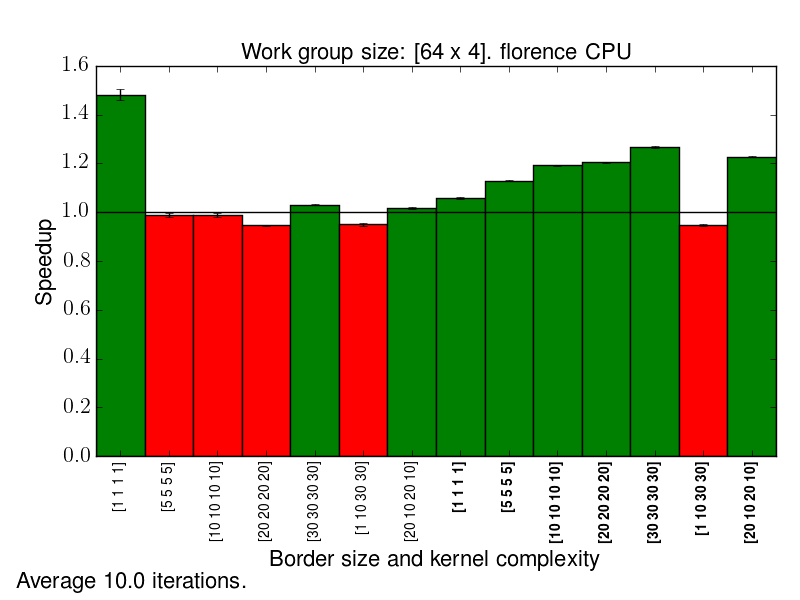 Work group size: [64 x 4]. florence CPU
1.6
1.4
1.2
1.0
0.8
0.6
0.4
0.2
0.0
Speedup
[1 1 1 1]
[5 5 5 5]
[10 10 10 10]
[20 20 20 20]
[30 30 30 30]
[1 10 30 30]
[20 10 20 10]
[1 1 1 1]
[5 5 5 5]
[10 10 10 10]
[20 20 20 20]
[30 30 30 30]
[1 10 30 30]
[20 10 20 10]
Border size and kernel complexity
Average 10.0 iterations.